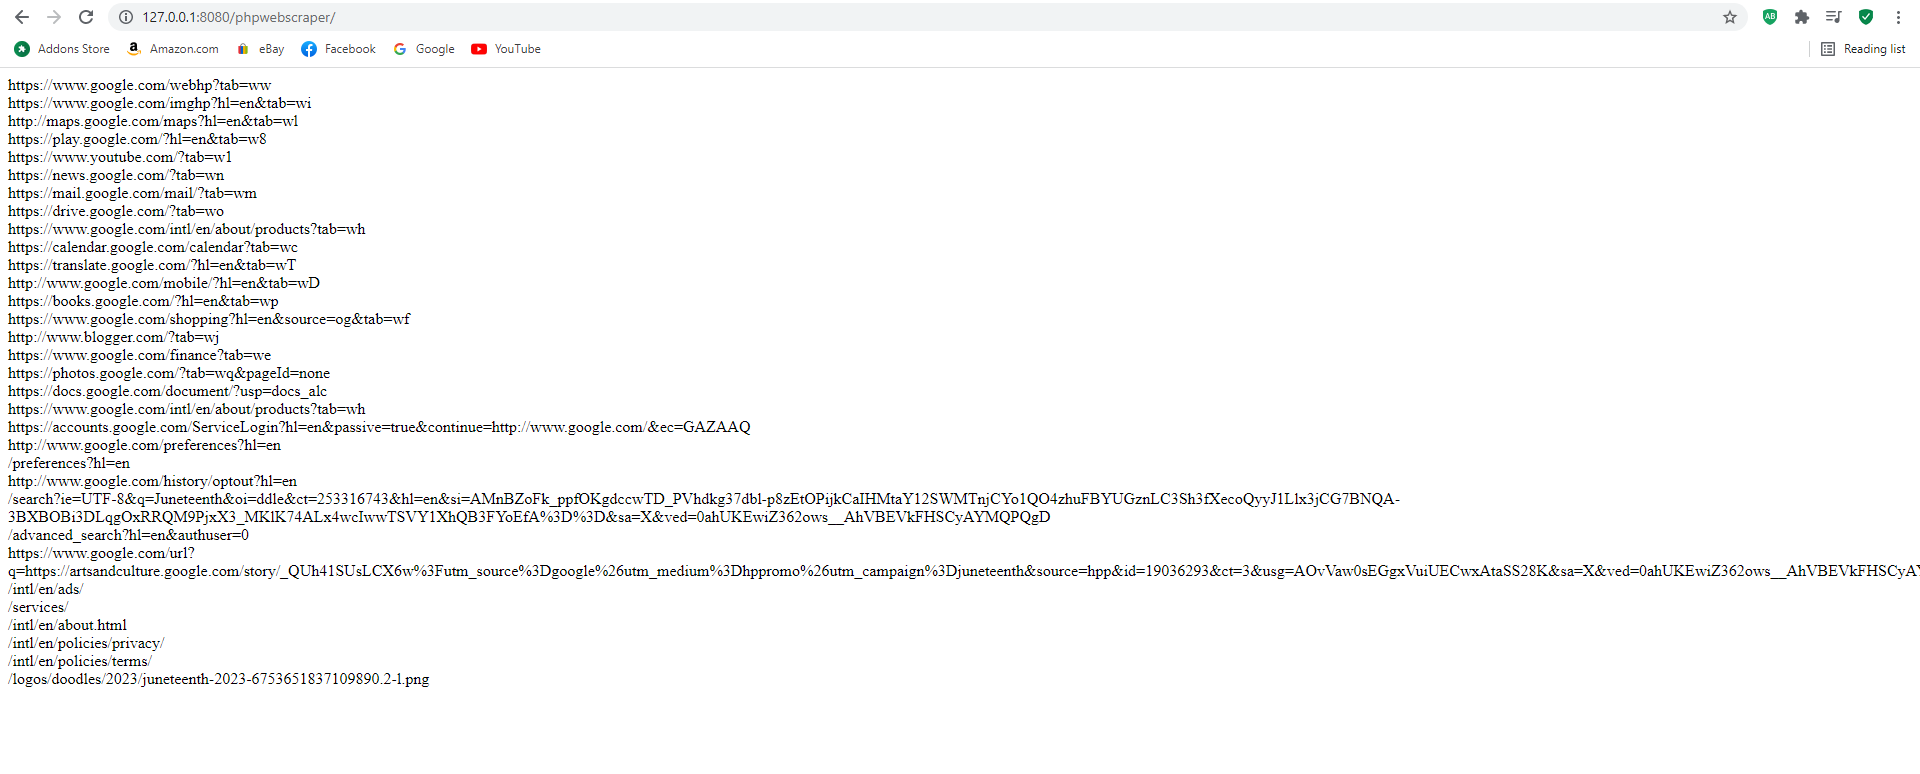 127.0.0.1:8080/phpwebscraper/
AB
Addons Store
Amazon.com
eBay
Facebook
Google
YouTube
Reading list
https://www.google.com/webhp?tab=ww
https://www.google.com/imghp?hl=en&tab=wi
http://maps.google.com/maps?hl=en&tab=wl
https://play.google.com/?hl=en&tab=w8
https://www.youtube.com/?tab=w1
https://news.google.com/?tab=wn
https://mail.google.com/mail/?tab=wm
https://drive.google.com/?tab=wo
https://www.google.com/intl/en/about/products?tab=wh
https://calendar.google.com/calendar?tab=wc
https://translate.google.com/?hl=en&tab=wT
http://www.google.com/mobile/?hl=en&tab=wD
https://books.google.com/?hl=en&tab=wp
https://www.google.com/shopping?hl=en&source=og&tab=wf
http://www.blogger.com/?tab=wj
https://www.google.com/finance?tab=we
https://photos.google.com/?tab=wq&pageId=none
https://docs.google.com/document/?usp=docs_alc
https://www.google.com/intl/en/about/products?tab=wh
https://accounts.google.com/ServiceLogin?hl=en&passive=true&continue=http://www.google.com/&ec=GAZAAQ
http://www.google.com/preferences?hl=en
/preferences?hl=en
http://www.google.com/history/optout?hl=en
/search?ie=UTF-8&q=Juneteenth&oi=ddle&ct=253316743&hl=en&si=AMnBZoFk_ppfOKgdccwTD_PVhdkg37dbl-p8zEtOPijkCaIHMtaY12SWMTnjCYo1QO4zhuFBYUGznLC3Sh3fXecoQyyJ1Llx3jCG7BNQA-
3BXBOBi3DLqgOxRRQM9PjxX3_MKlK74ALx4wcIwwTSVY1XhQB3FYoEfA%3D%3D&sa=X&ved=0ahUKEwiZ362ows__AhVBEVkFHSCyAYMQPQgD
/advanced_search?hl=en&authuser=0
https://www.google.com/url?
q=https://artsandculture.google.com/story/_QUh41SUsLCX6w%3Futm_source%3Dgoogle%26utm_medium%3Dhppromo%26utm_campaign%3Djuneteenth&source=hpp&id=19036293&ct=3&usg=AOvVaw0sEGgxVuiUECwxAtaSS28K&sa=X&ved=0ahUKEwiZ362ows__AhVBEVkFHSCyAY
/intl/en/ads/
/services/
/intl/en/about.html
/intl/en/policies/privacy/
/intl/en/policies/terms/
/logos/doodles/2023/juneteenth-2023-6753651837109890.2-l.png